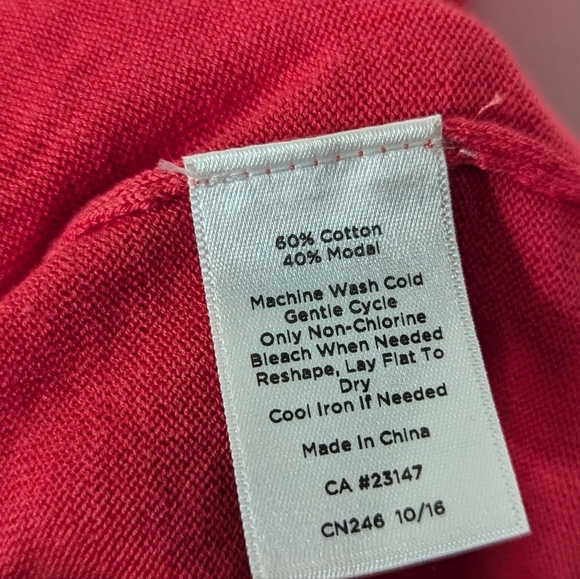 60% Cotton
40% Modal
Machine Wash Cold
Gentle Cycle
Only Non-Chlorine
Bleach When Needed
Reshape, Lay Flat To
Dry
Cool Iron If Needed
Made In China
CA #23147
CN246 10/16